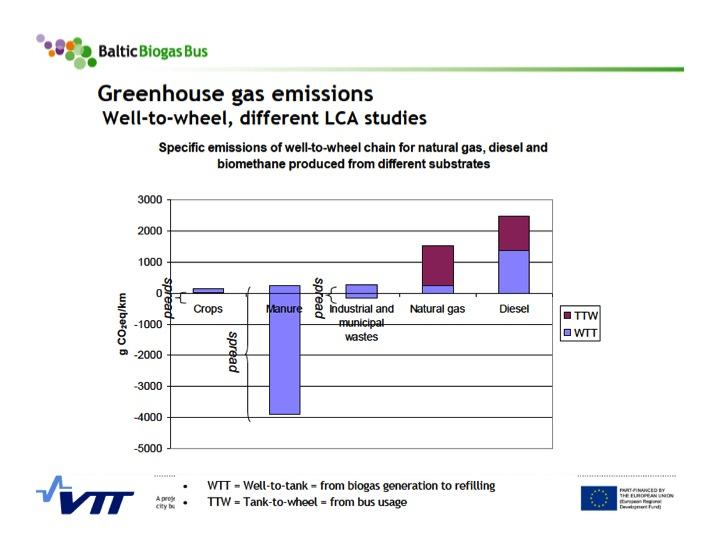 BalticBiogasBus
Greenhouse gas emissions
Well-to-wheel, different LCA studies
Specific emissions of well-to-wheel chain for natural gas, diesel and
biomethane produced from different substrates
g CO₂eq/km
3000
2000
1000
0
-1000
-2000
-3000
-4000
-5000
spread
spread
spread
Crops
Manure
Industrial and
municipal
wastes
Natural gas
Diesel
TTW
WTT
• WTT = Well-to-tank = from biogas generation to refilling
• TTW = Tank-to-wheel = from bus usage
VTT
A proje
city bu
PART-FINANCED BY
THE EUROPEAN UNION
(European Regional
Development Fund)